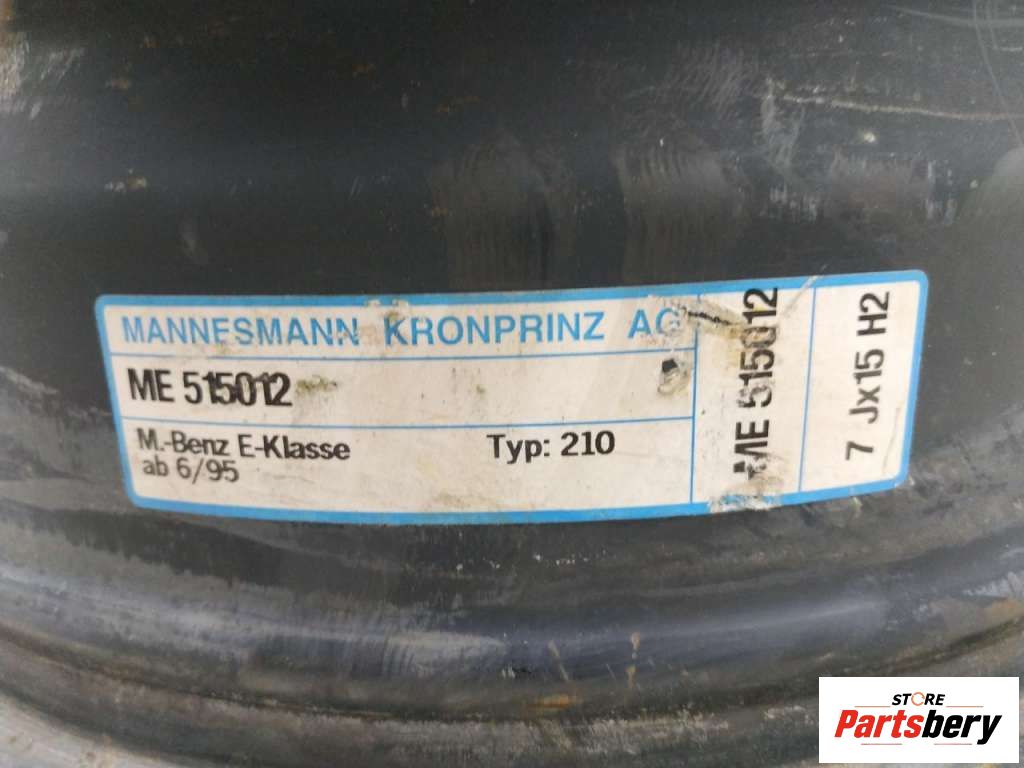 MANNESMANN KRONPRINZ AG
ME 515012
M.-Benz E-Klasse Typ: 210
ab 6/95
ME 515012
7 Jx15 H2
STORE
Partsbery